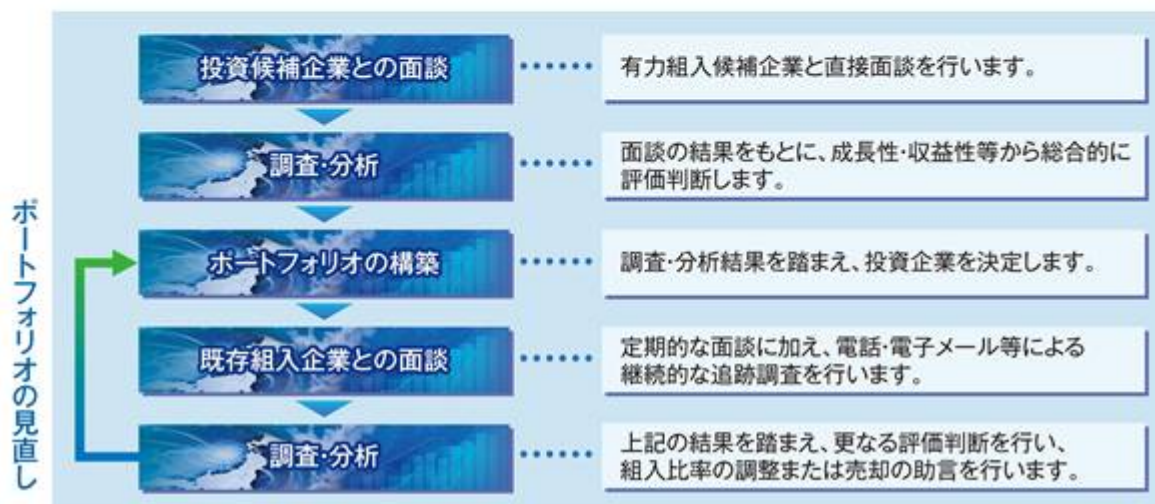 投資候補企業との面談
有力組入候補企業と直接面談を行います。
調査・分析
面談の結果をもとに、成長性・収益性等から総合的に
評価判断します。
ポートフォリオの構築
調査・分析結果を踏まえ、投資企業を決定します。
既存組入企業との面談
定期的な面談に加え、電話・電子メール等による
継続的な追跡調査を行います。
調査・分析
上記の結果を踏まえ、更なる評価判断を行い、
組入比率の調整または売却の助言を行います。
ポートフォリオの見直し